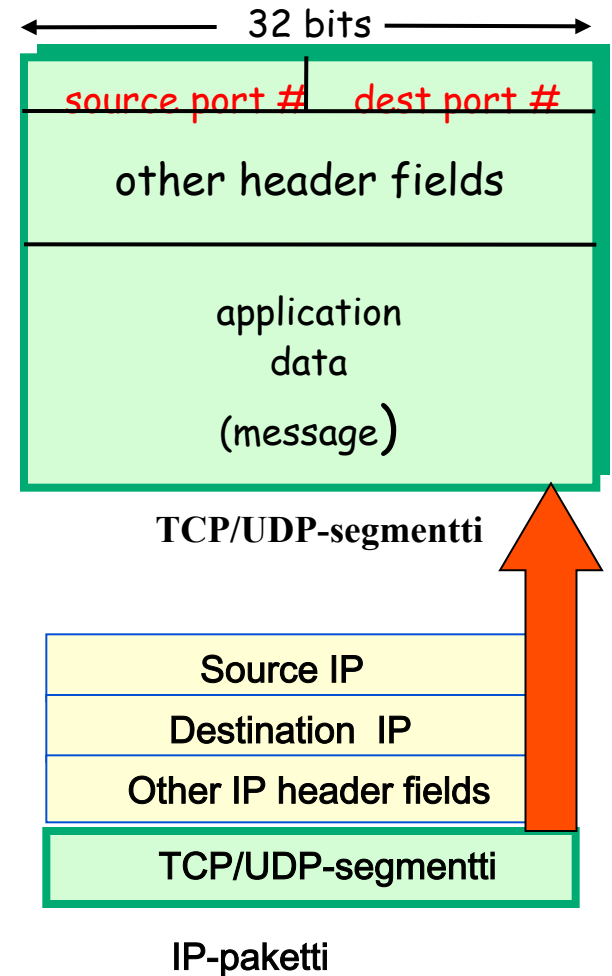 32 bits
source port # dest port #
other header fields
application
data
(message)
TCP/UDP-segmentti
Source IP
Destination IP
Other IP header fields
TCP/UDP-segmentti
IP-paketti